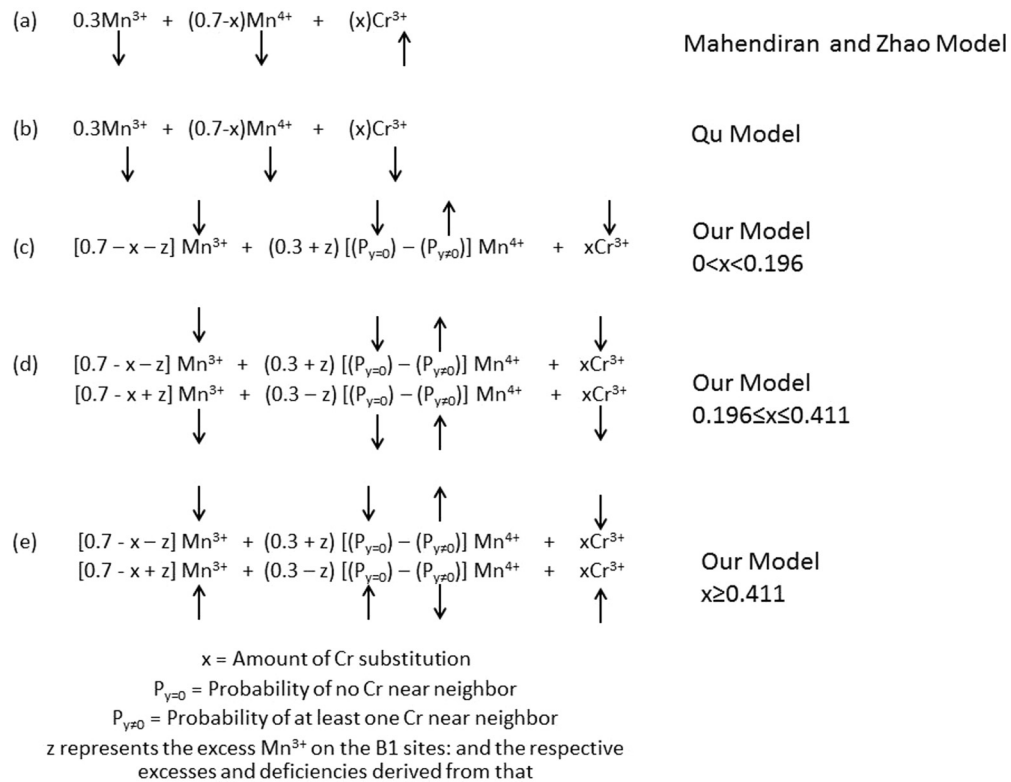 (a) 0.3Mn³⁺ + (0.7-x)Mn⁴⁺ + (x)Cr³⁺
Mahendiran and Zhao Model
(b) 0.3Mn³⁺ + (0.7-x)Mn⁴⁺ + (x)Cr³⁺
Qu Model
(c) [0.7 – x – z] Mn³⁺ + (0.3 + z) [(Py=0) – (Py≠0)] Mn⁴⁺ + xCr³⁺
Our Model
0<x<0.196
(d) [0.7 - x – z] Mn³⁺ + (0.3 + z) [(Py=0) – (Py≠0)] Mn⁴⁺ + xCr³⁺
[0.7 - x + z] Mn³⁺ + (0.3 – z) [(Py=0) – (Py≠0)] Mn⁴⁺ + xCr³⁺
Our Model
0.196≤x≤0.411
(e) [0.7 - x – z] Mn³⁺ + (0.3 + z) [(Py=0) – (Py≠0)] Mn⁴⁺ + xCr³⁺
[0.7 - x + z] Mn³⁺ + (0.3 – z) [(Py=0) – (Py≠0)] Mn⁴⁺ + xCr³⁺
Our Model
x≥0.411
x = Amount of Cr substitution
Py=0 = Probability of no Cr near neighbor
Py≠0 = Probability of at least one Cr near neighbor
z represents the excess Mn³⁺ on the B1 sites: and the respective
excesses and deficiencies derived from that